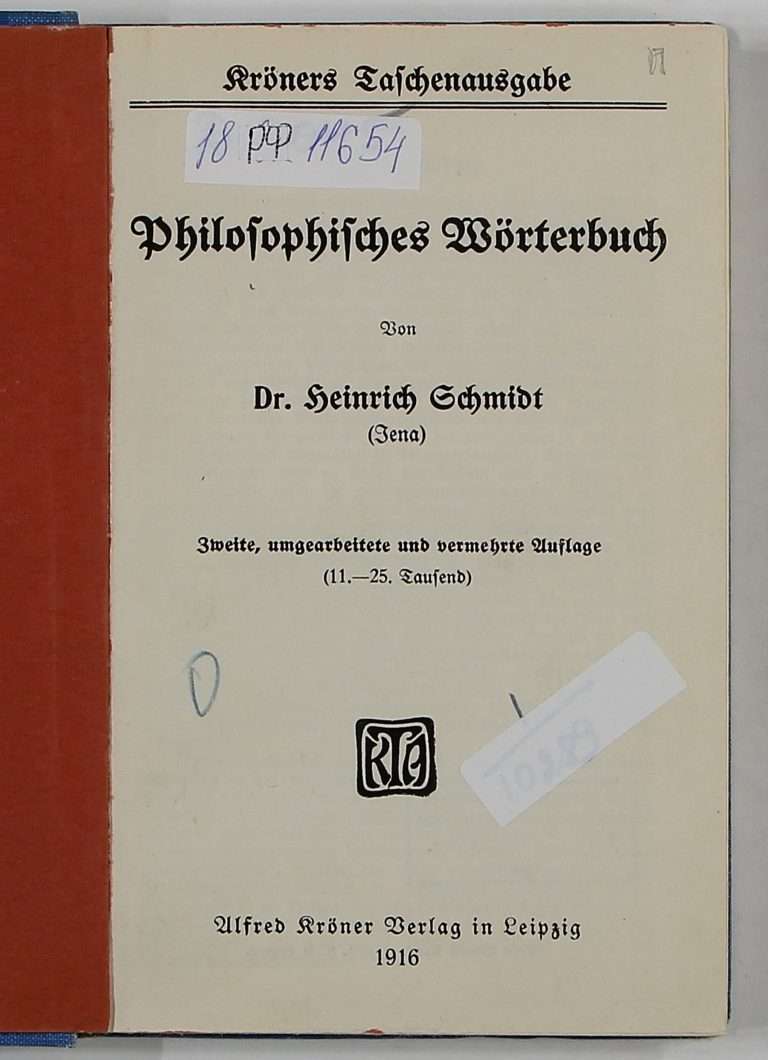 Kröners Taschenausgabe
18 pp 11654
Philosophisches Wörterbuch
Von
Dr. Heinrich Schmidt
(Jena)
Zweite, umgearbeitete und vermehrte Auflage
(11.—25. Tausend)
KTA
Alfred Kröner Verlag in Leipzig
1916